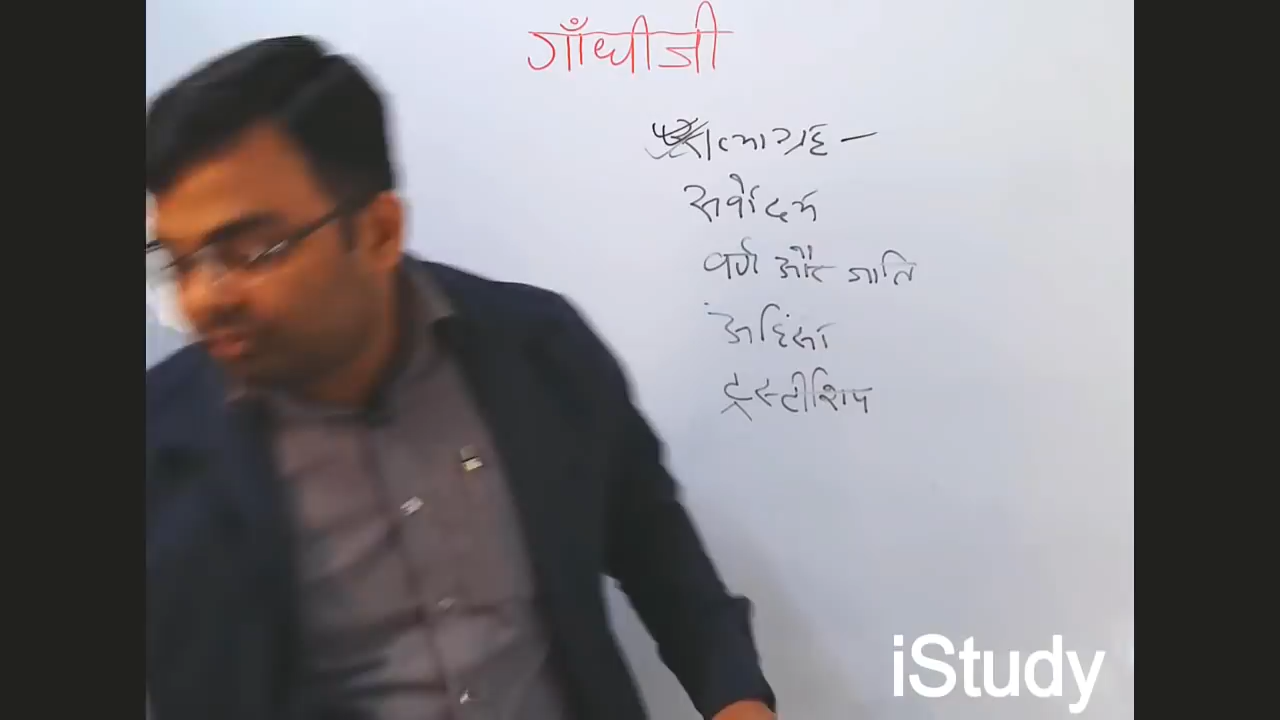 गाँधीजी
सत्याग्रह –
सर्वोदय
वर्ण और जाति
अहिंसा
ट्रस्टीशिप
iStudy